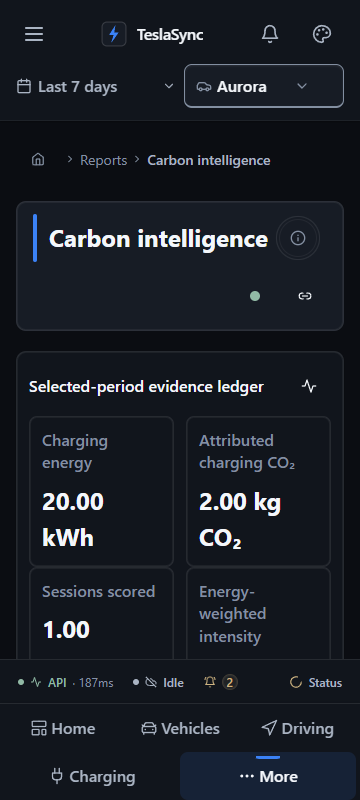 TeslaSync
Last 7 days
Aurora
Reports
Carbon intelligence
Carbon intelligence
Selected-period evidence ledger
Charging
energy
20.00
kWh
Attributed
charging CO₂
2.00 kg
CO₂
Sessions scored
1.00
Energy-
weighted
intensity
API · 187ms
Idle
2
Status
Home
Vehicles
Driving
Charging
More